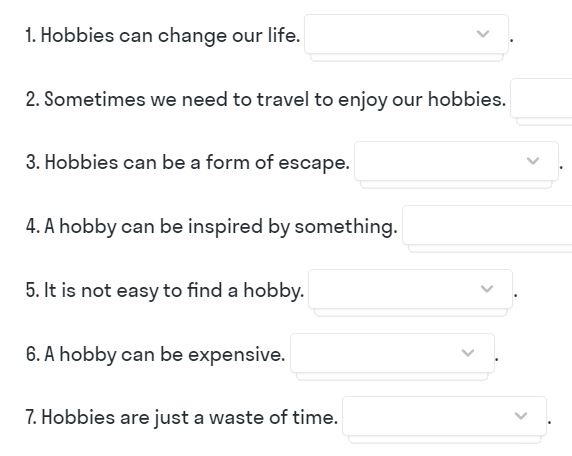 1. Hobbies can change our life. .
2. Sometimes we need to travel to enjoy our hobbies.
3. Hobbies can be a form of escape. .
4. A hobby can be inspired by something.
5. It is not easy to find a hobby. .
6. A hobby can be expensive. .
7. Hobbies are just a waste of time. .